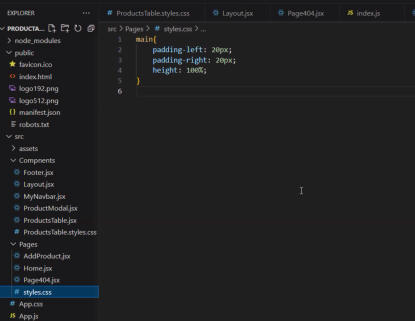 EXPLORER
···
# ProductsTable.styles.css
Layout.jsx
Page404.jsx
JS index.js
PRODUCTA...
src > Pages > # styles.css > ...
node_modules
public
favicon.ico
index.html
logo192.png
logo512.png
manifest.json
robots.txt
src
assets
Compnents
Footer.jsx
Layout.jsx
MyNavbar.jsx
ProductModal.jsx
ProductsTable.jsx
# ProductsTable.styles.css
Pages
AddProduct.jsx
Home.jsx
Page404.jsx
# styles.css
# App.css
JS App.js
1 main{
2 padding-left: 20px;
3 padding-right: 20px;
4 height: 100%;
5 }
6